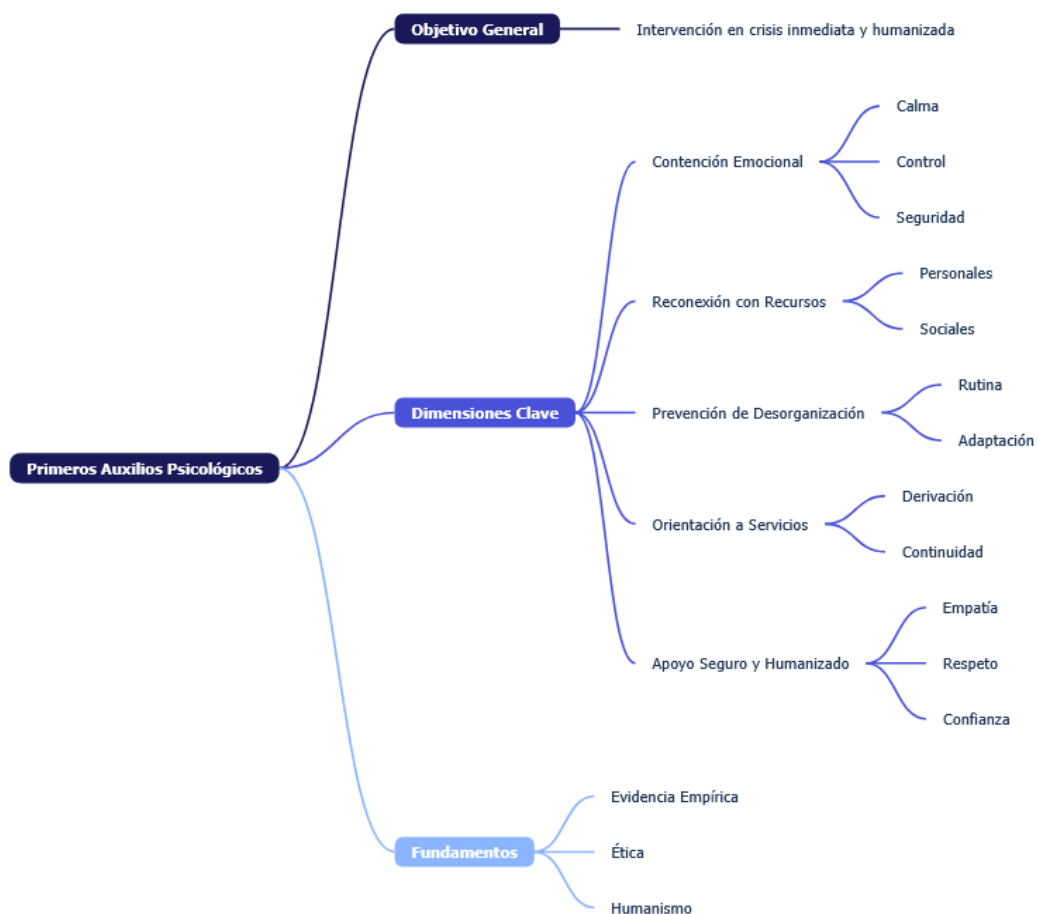 Primeros Auxilios Psicológicos
Objetivo General
Intervención en crisis inmediata y humanizada
Dimensiones Clave
Contención Emocional
Calma
Control
Seguridad
Reconexión con Recursos
Personales
Sociales
Prevención de Desorganización
Rutina
Adaptación
Orientación a Servicios
Derivación
Continuidad
Apoyo Seguro y Humanizado
Empatía
Respeto
Confianza
Fundamentos
Evidencia Empírica
Ética
Humanismo